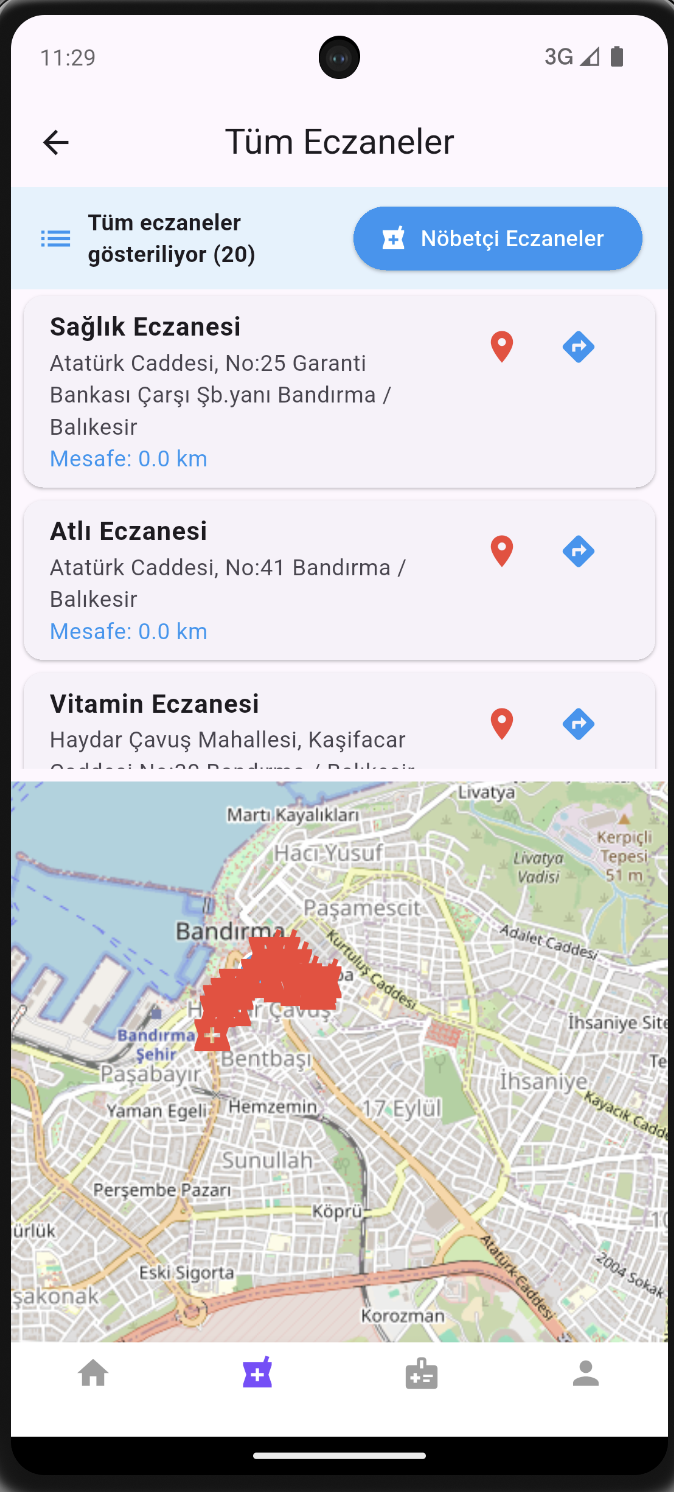 11:29
3G
Tüm Eczaneler
Tüm eczaneler
gösteriliyor (20)
Nöbetçi Eczaneler
Sağlık Eczanesi
Atatürk Caddesi, No:25 Garanti
Bankası Çarşı Şb.yanı Bandırma /
Balıkesir
Mesafe: 0.0 km
Atlı Eczanesi
Atatürk Caddesi, No:41 Bandırma /
Balıkesir
Mesafe: 0.0 km
Vitamin Eczanesi
Haydar Çavuş Mahallesi, Kaşifacar
Livatya
Martı Kayalıkları
Kerpiçli
Tepesi
51 m
Hacı Yusuf
Livatya
Vadisi
Paşamescit
Bandırma
Adalet Caddesi
Kurtuluş Caddesi
Çavuş
İhsaniye Site
Bandırma
Şehir
Bentbaşı
Paşabayır
İhsaniye
Yaman Egeli
Hemzemin
17 Eylül
Kayacık Cadde
Sunullah
Perşembe Pazarı
Köprü
ürlük
Atatürk Caddesi
2004 Sokak
Eski Sigorta
şakonak
Korozman